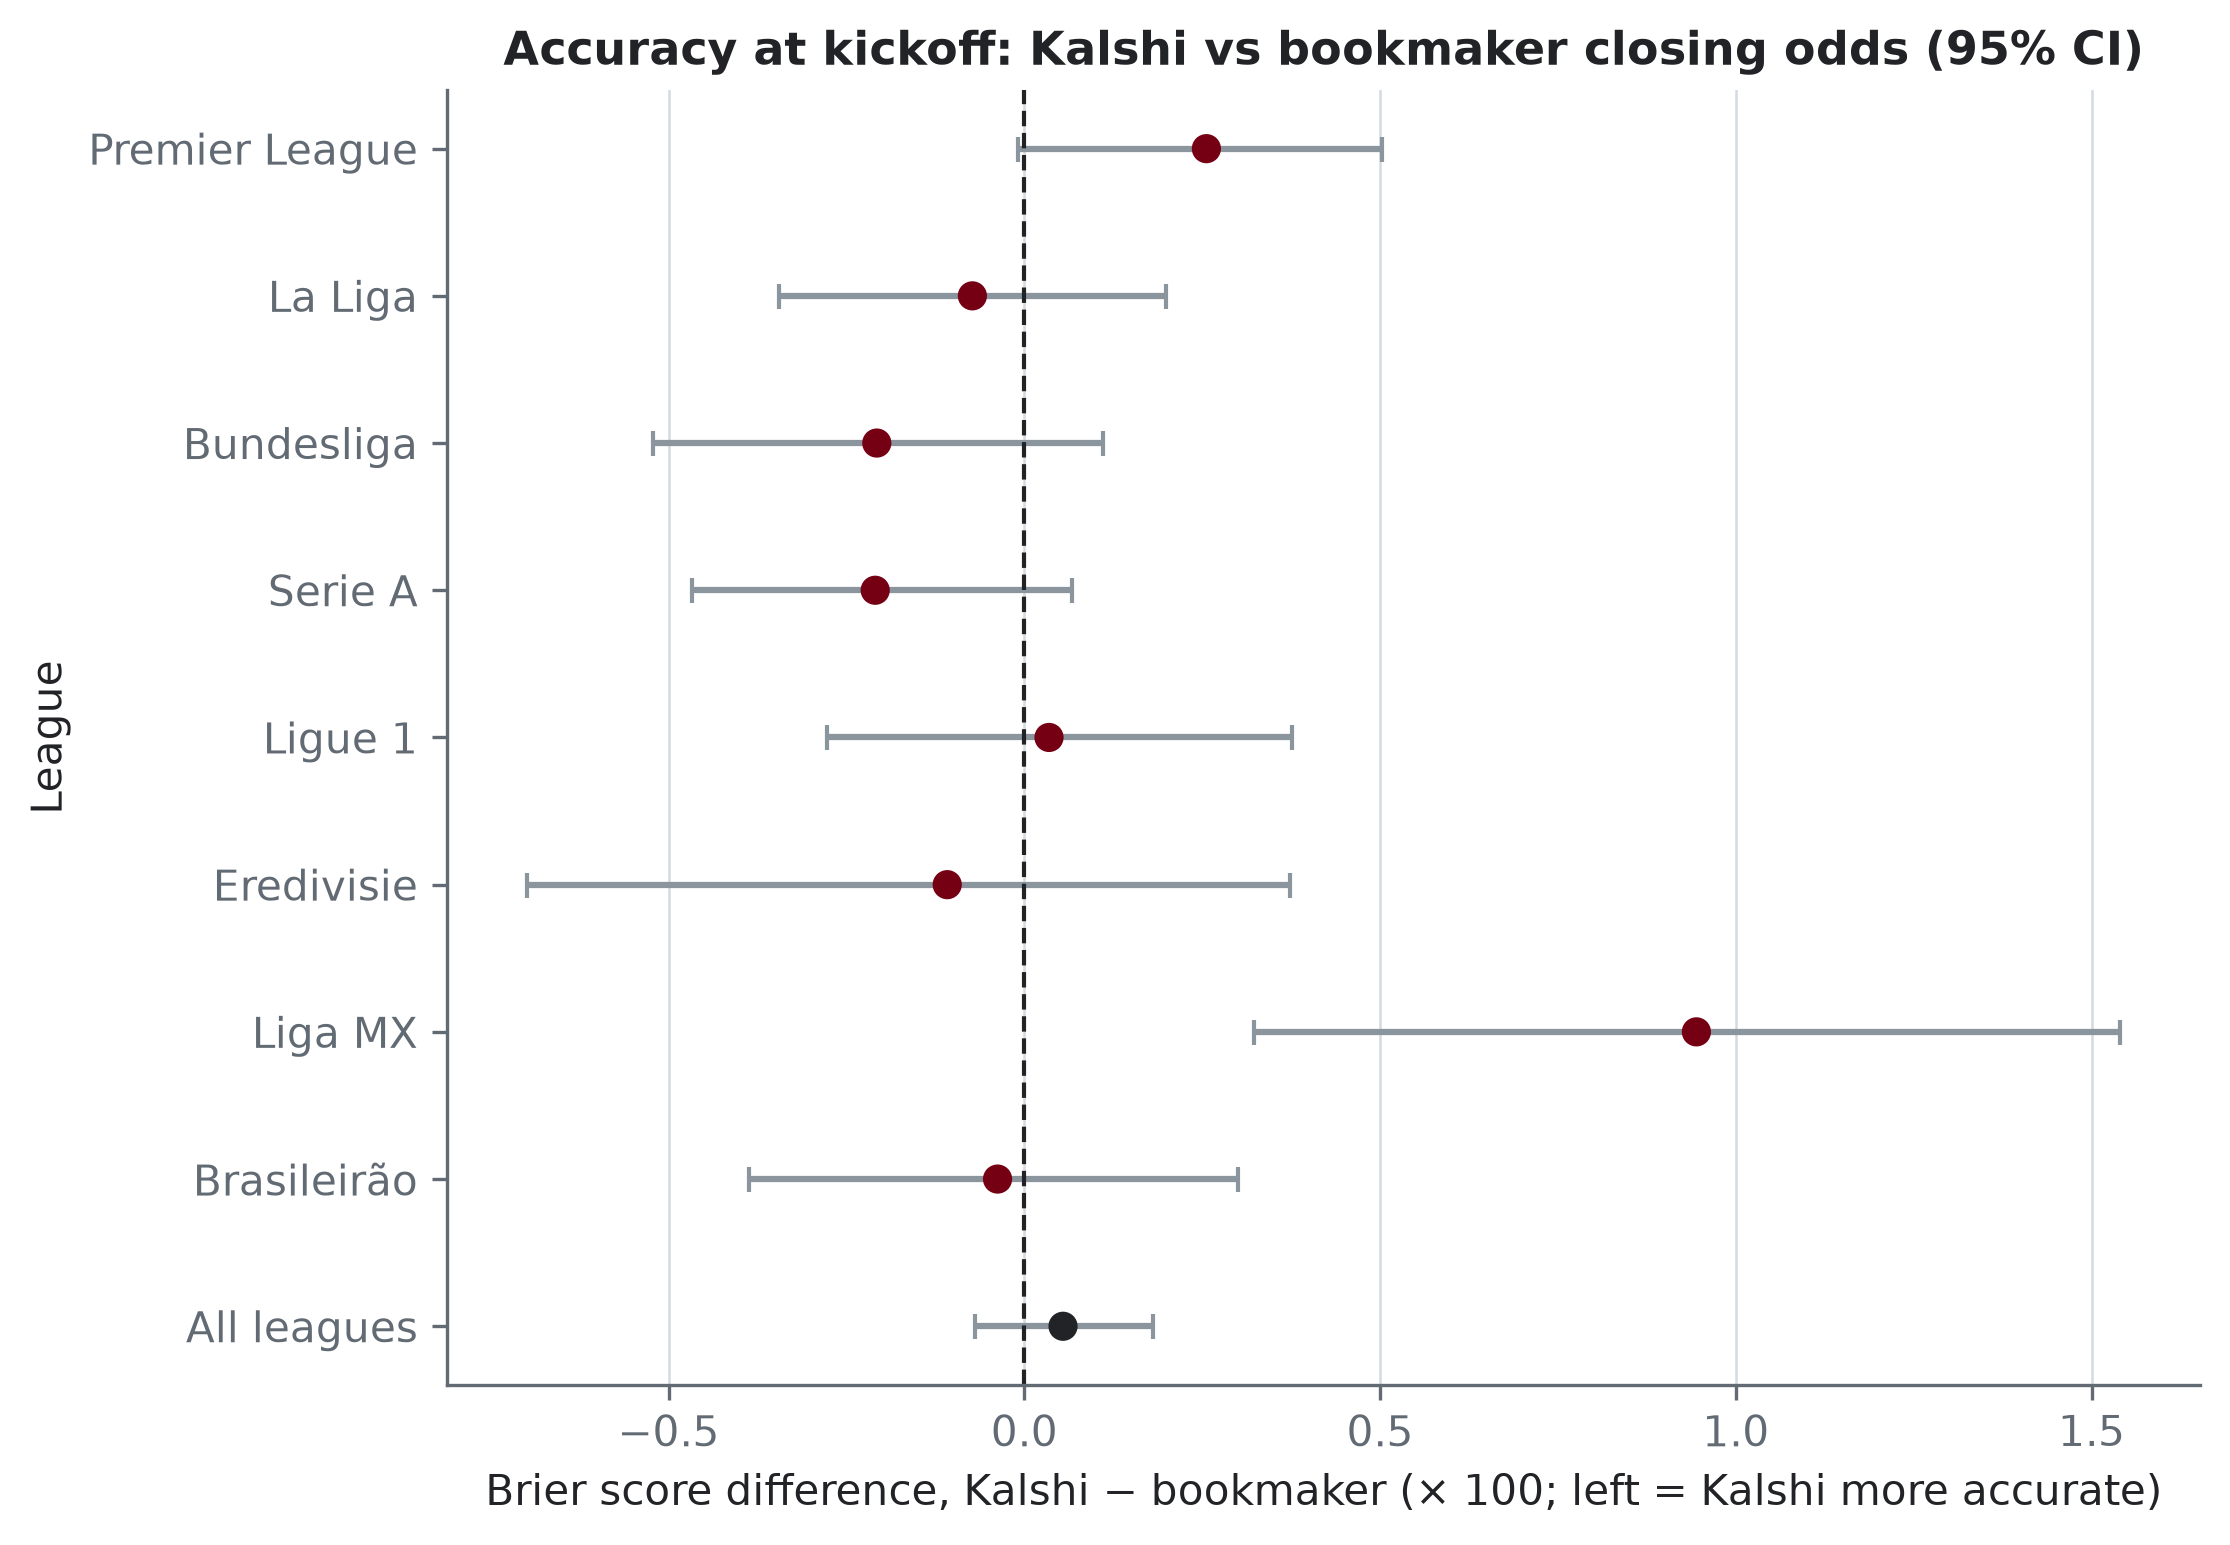 Accuracy at kickoff: Kalshi vs bookmaker closing odds (95% CI)
League
Premier League
La Liga
Bundesliga
Serie A
Ligue 1
Eredivisie
Liga MX
Brasileirão
All leagues
−0.5 0.0 0.5 1.0 1.5
Brier score difference, Kalshi − bookmaker (× 100; left = Kalshi more accurate)